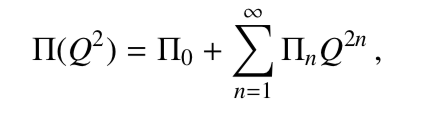 Π(Q²) = Π₀ + ∑_{n=1}^{∞} Πₙ Q²ⁿ ,